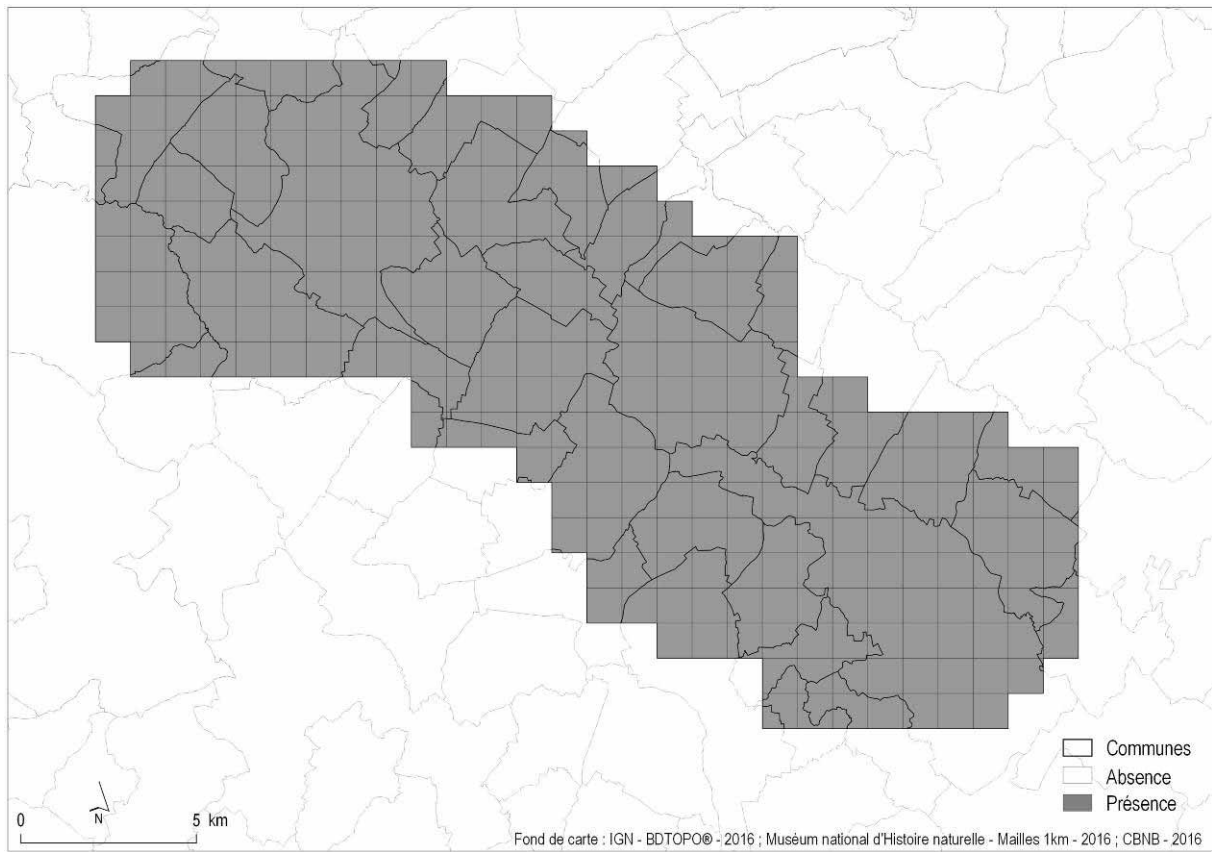 Communes
Absence
Présence
N
0 5 km
Fond de carte : IGN - BDTOPO® - 2016 ; Muséum national d'Histoire naturelle - Mailles 1km - 2016 ; CBNB - 2016